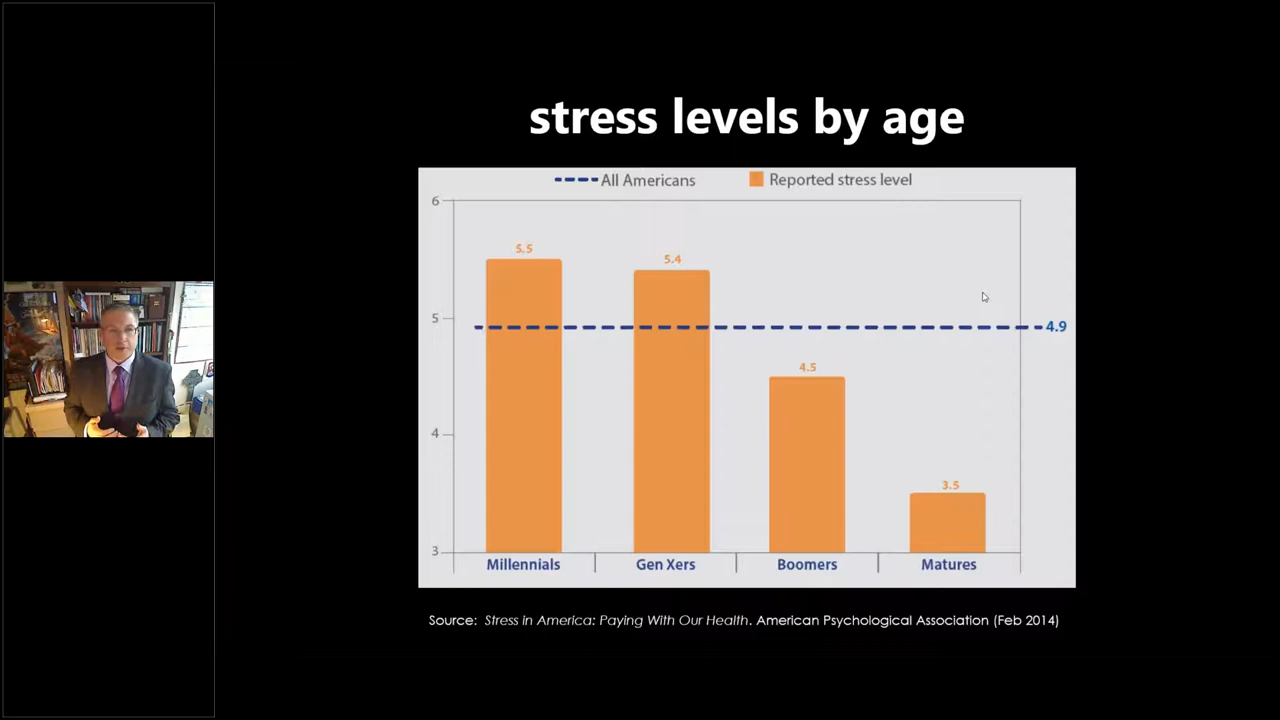 stress levels by age
All Americans
Reported stress level
6
5
4
3
5.5
5.4
4.5
3.5
4.9
Millennials
Gen Xers
Boomers
Matures
Source: Stress in America: Paying With Our Health. American Psychological Association (Feb 2014)